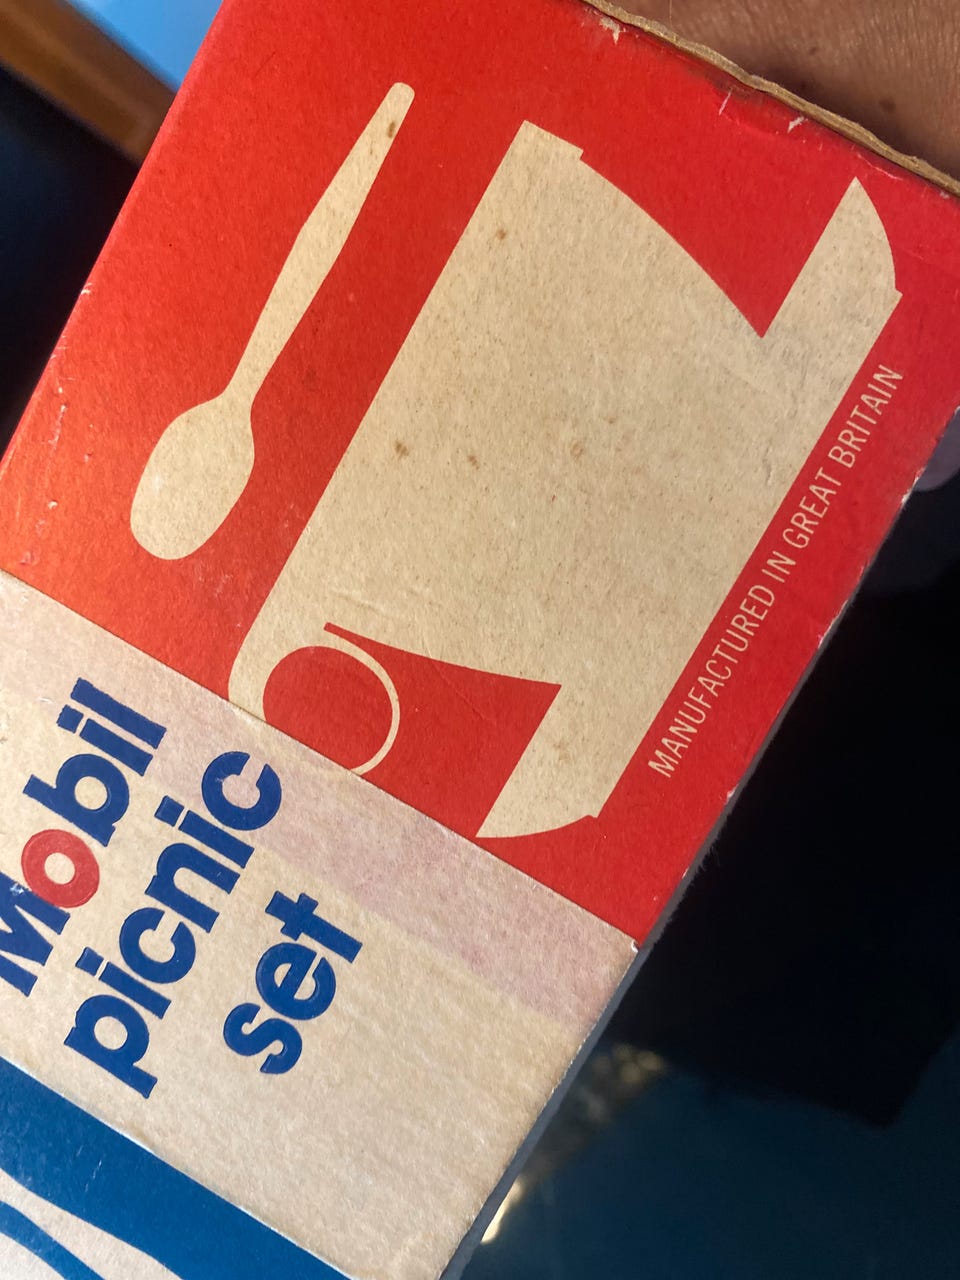 Mobil
picnic
set
MANUFACTURED IN GREAT BRITAIN